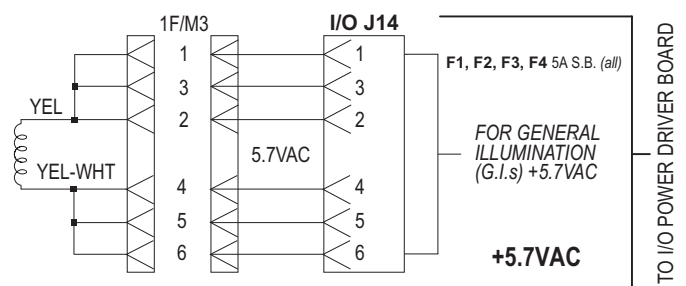 1F/M3
I/O J14
1
1
3
3
2
2
4
4
5
5
6
6
YEL
YEL-WHT
5.7VAC
F1, F2, F3, F4 5A S.B. (all)
FOR GENERAL
ILLUMINATION
(G.I.s) +5.7VAC
+5.7VAC
TO I/O POWER DRIVER BOARD